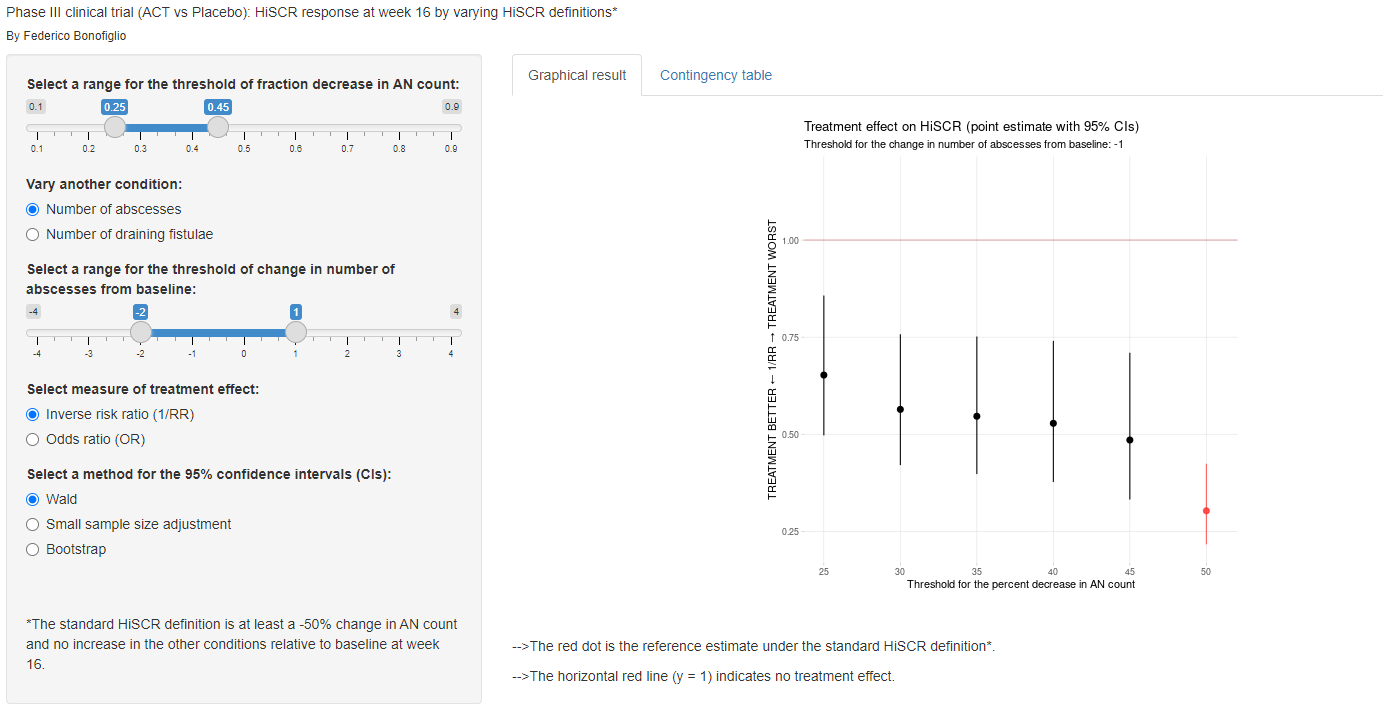 Phase III clinical trial (ACT vs Placebo): HiSCR response at week 16 by varying HiSCR definitions*
By Federico Bonofiglio
Select a range for the threshold of fraction decrease in AN count:
0.1 0.25 0.45 0.9
0.1 0.2 0.3 0.4 0.5 0.6 0.7 0.8 0.9
Vary another condition:
Number of abscesses
Number of draining fistulae
Select a range for the threshold of change in number of
abscesses from baseline:
-4 -2 1 4
-4 -3 -2 -1 0 1 2 3 4
Select measure of treatment effect:
Inverse risk ratio (1/RR)
Odds ratio (OR)
Select a method for the 95% confidence intervals (CIs):
Wald
Small sample size adjustment
Bootstrap
*The standard HiSCR definition is at least a -50% change in AN count
and no increase in the other conditions relative to baseline at week
16.
Graphical result
Contingency table
Treatment effect on HiSCR (point estimate with 95% CIs)
Threshold for the change in number of abscesses from baseline: -1
TREATMENT BETTER ← 1/RR → TREATMENT WORST
1.00
0.75
0.50
0.25
25 30 35 40 45 50
Threshold for the percent decrease in AN count
-->The red dot is the reference estimate under the standard HiSCR definition*.
-->The horizontal red line (y = 1) indicates no treatment effect.